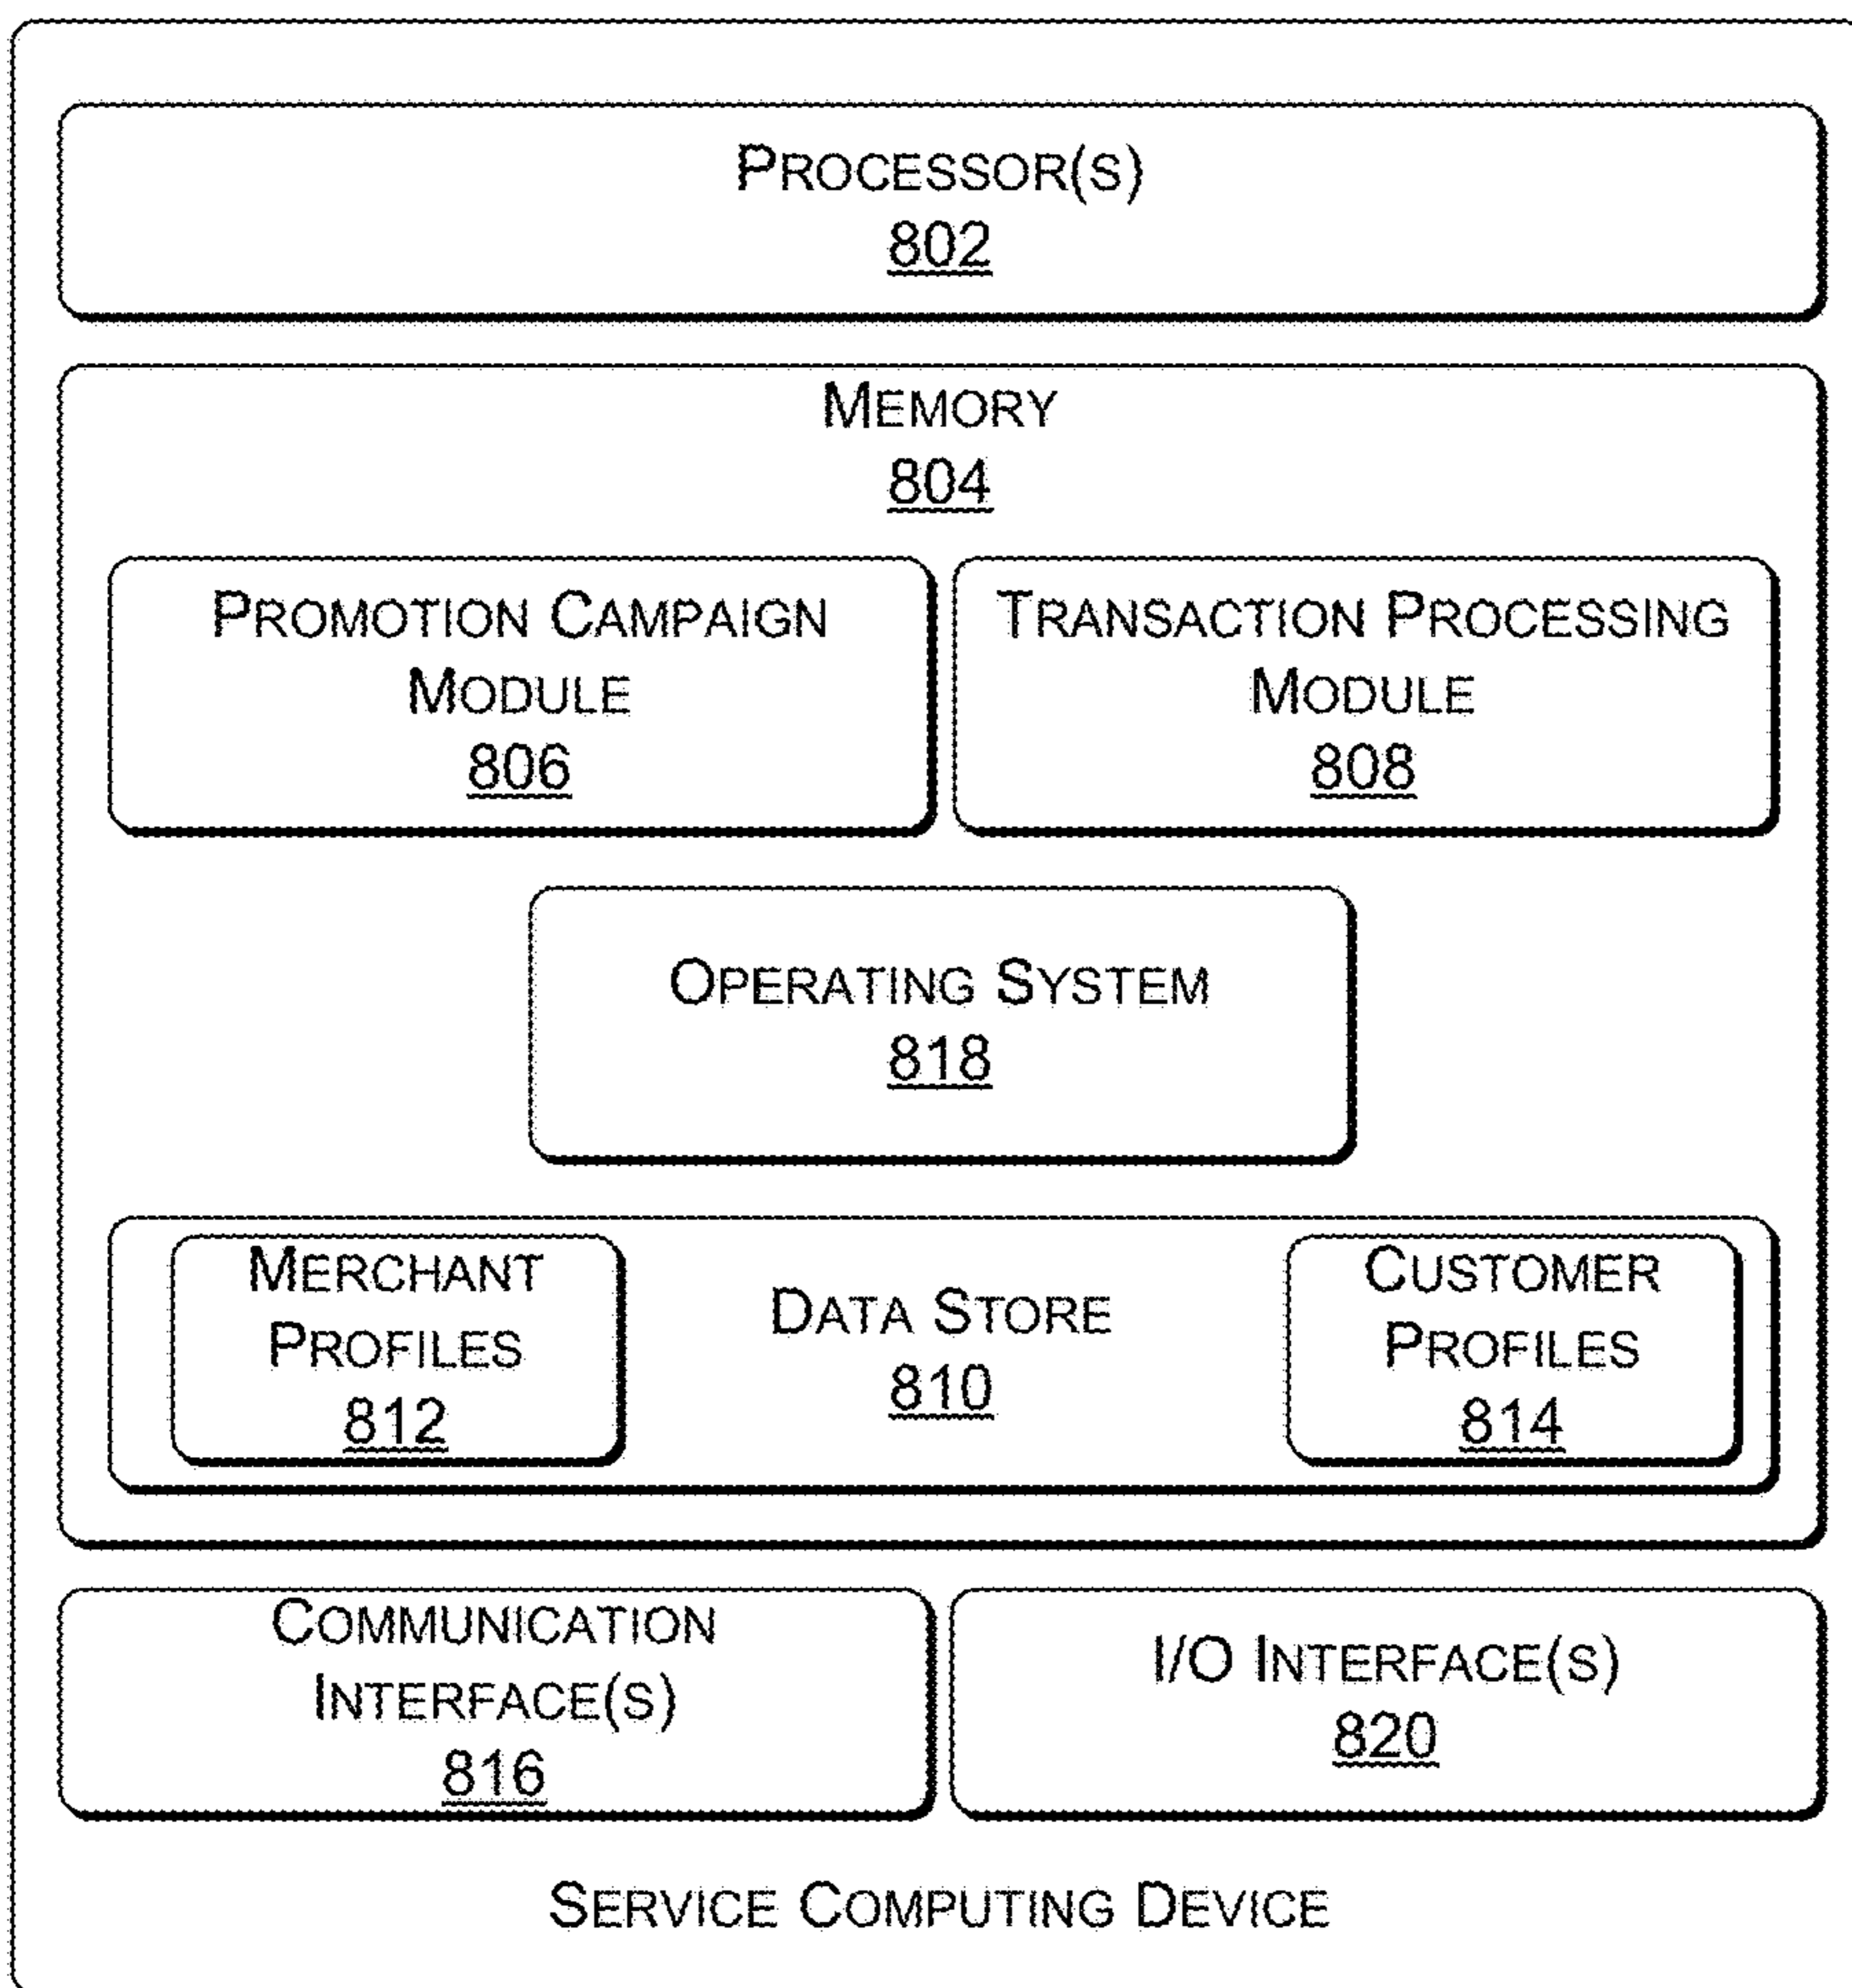 PROCESSOR(S)
802
MEMORY
804
PROMOTION CAMPAIGN
MODULE
806
TRANSACTION PROCESSING
MODULE
808
OPERATING SYSTEM
818
MERCHANT
PROFILES
812
DATA STORE
810
CUSTOMER
PROFILES
814
COMMUNICATION
INTERFACE(S)
816
I/O INTERFACE(S)
820
SERVICE COMPUTING DEVICE